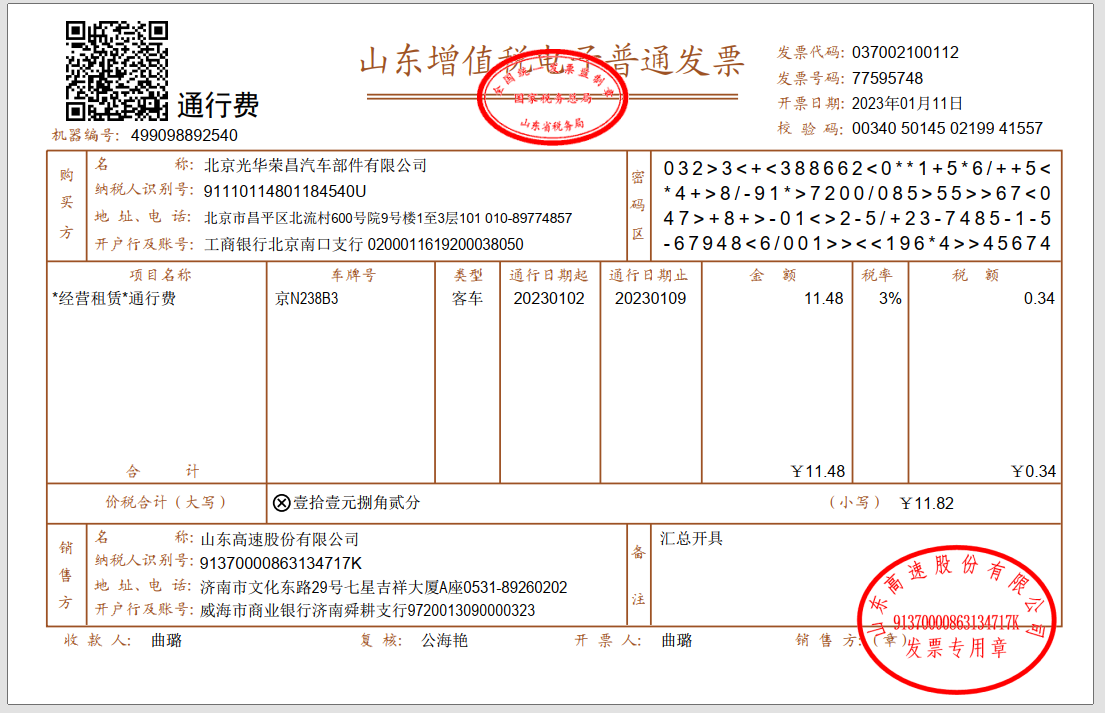 山东增值税电子普通发票
全国统一发票监制章
国家税务总局
山东省税务局
通行费
机器编号: 499098892540
发票代码: 037002100112
发票号码: 77595748
开票日期: 2023年01月11日
校 验 码: 00340 50145 02199 41557
购买方
名 称: 北京光华荣昌汽车部件有限公司
纳税人识别号: 91110114801184540U
地 址、电 话: 北京市昌平区北流村600号院9号楼1至3层101 010-89774857
开户行及账号: 工商银行北京南口支行 0200011619200038050
密码区
032>3<+<388662<0**1+5*6/++5<
*4+>8/-91*>7200/085>55>>67<0
47>+8+>-01<>2-5/+23-7485-1-5
-67948<6/001>><<196*4>>45674
项目名称 车牌号 类型 通行日期起 通行日期止 金 额 税率 税 额
*经营租赁*通行费 京N238B3 客车 20230102 20230109 11.48 3% 0.34
合 计 ￥11.48 ￥0.34
价税合计（大写） ⊗壹拾壹元捌角贰分 （小写） ￥11.82
销售方
名 称: 山东高速股份有限公司
纳税人识别号: 91370000863134717K
地 址、电 话: 济南市文化东路29号七星吉祥大厦A座0531-89260202
开户行及账号: 威海市商业银行济南舜耕支行9720013090000323
备注
汇总开具
收 款 人: 曲璐 复 核: 公海艳 开 票 人: 曲璐 销 售 方:（章）
山东高速股份有限公司
91370000863134717K
发票专用章